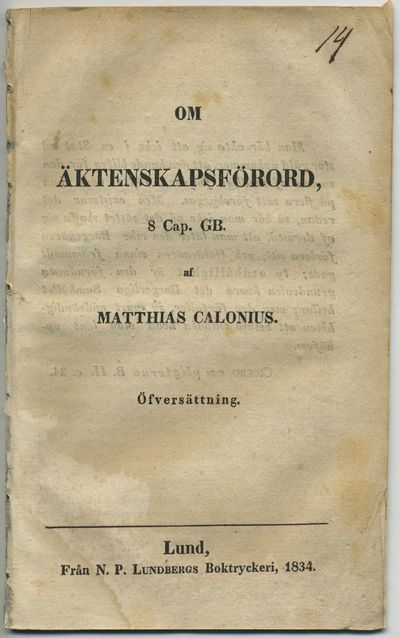 14
OM
ÄKTENSKAPSFÖRORD,
8 Cap. GB.
af
MATTHIAS CALONIUS.
Öfversättning.
Lund,
Från N. P. LUNDBERGS Boktryckeri, 1834.